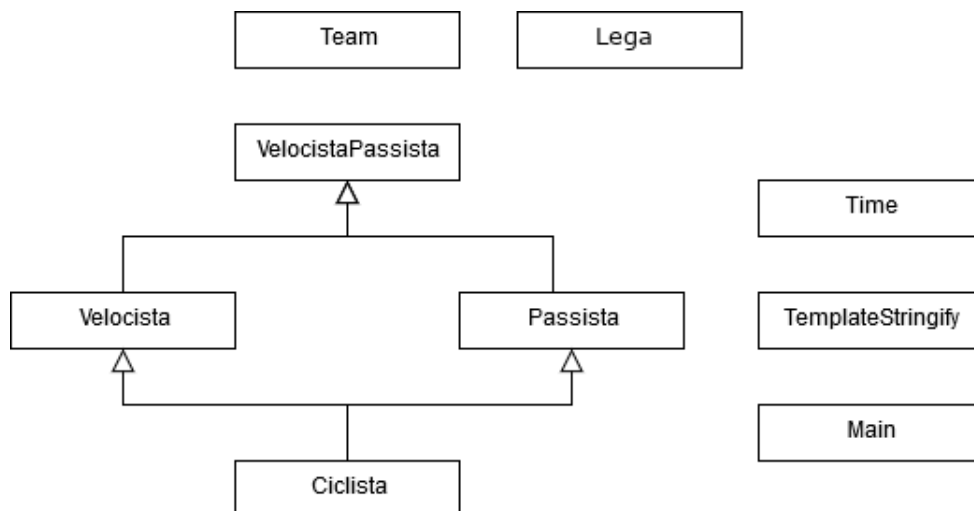 Team
Lega
VelocistaPassista
Time
Velocista
Passista
TemplateStringify
Main
Ciclista